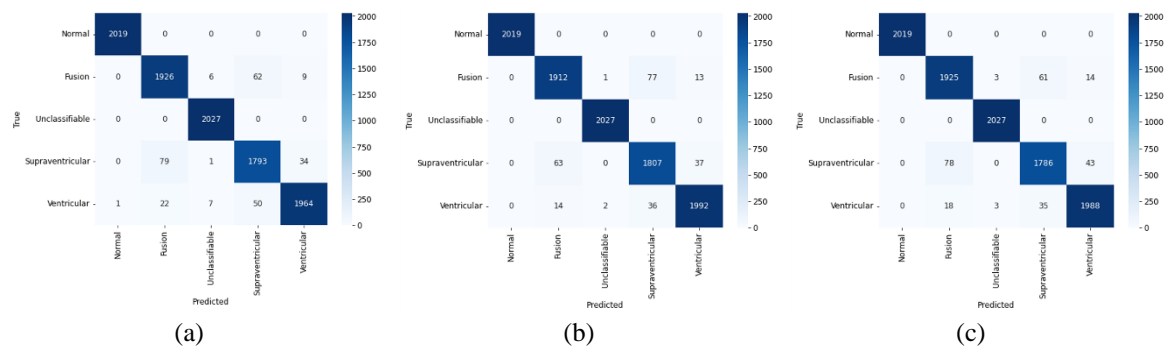 Normal 2019 0 0 0 0
Fusion 0 1926 6 62 9
Unclassifiable 0 0 2027 0 0
Supraventricular 0 79 1 1793 34
Ventricular 1 22 7 50 1964
True
Normal Fusion Unclassifiable Supraventricular Ventricular
Predicted
2000
1750
1500
1250
1000
750
500
250
0
(a)
Normal 2019 0 0 0 0
Fusion 0 1912 1 77 13
Unclassifiable 0 0 2027 0 0
Supraventricular 0 63 0 1807 37
Ventricular 0 14 2 36 1992
True
Normal Fusion Unclassifiable Supraventricular Ventricular
Predicted
2000
1750
1500
1250
1000
750
500
250
0
(b)
Normal 2019 0 0 0 0
Fusion 0 1925 3 61 14
Unclassifiable 0 0 2027 0 0
Supraventricular 0 78 0 1786 43
Ventricular 0 18 3 35 1988
True
Normal Fusion Unclassifiable Supraventricular Ventricular
Predicted
2000
1750
1500
1250
1000
750
500
250
0
(c)